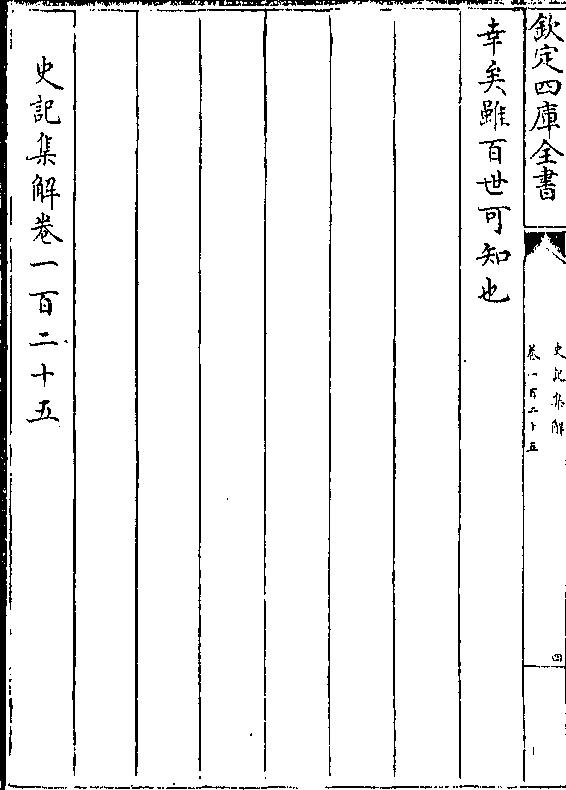 欽定四庫全書
史記集解
卷一百二十五
四
幸矣雖百世可知也
史記集解卷一百二十五